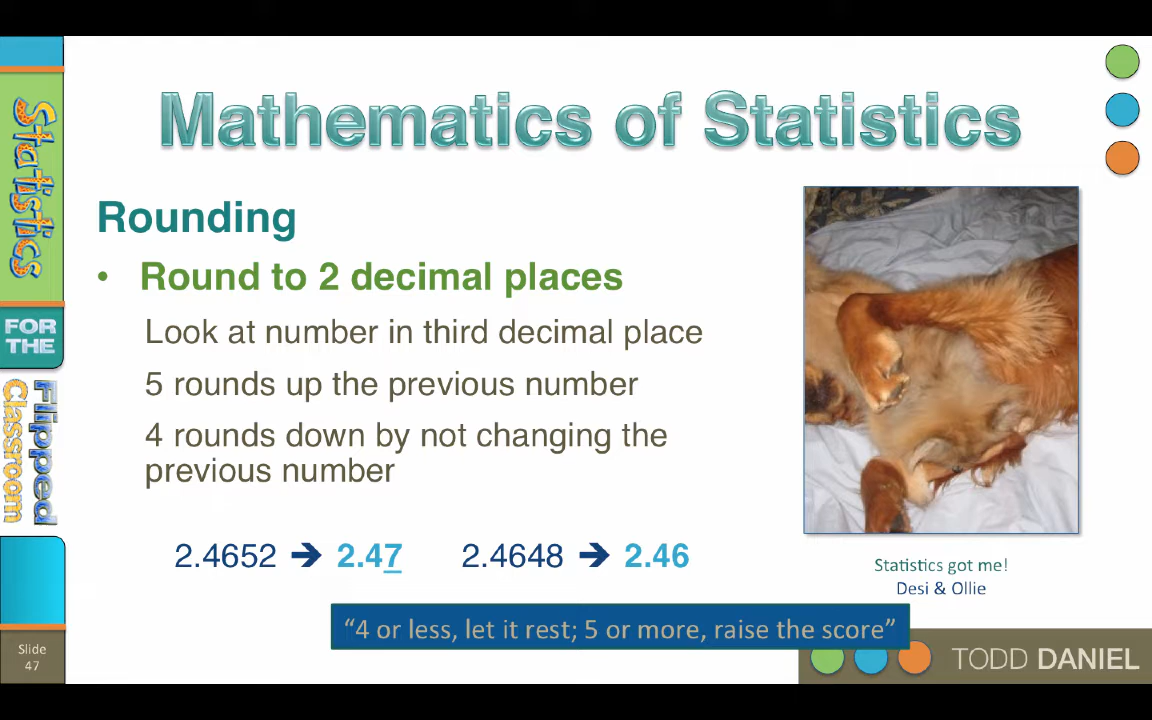 Statistics
FOR
THE
Flipped
Classroom
Slide
47
Mathematics of Statistics
Rounding
• Round to 2 decimal places
Look at number in third decimal place
5 rounds up the previous number
4 rounds down by not changing the
previous number
2.4652 ➔ 2.47 2.4648 ➔ 2.46
“4 or less, let it rest; 5 or more, raise the score”
Statistics got me!
Desi & Ollie
TODD DANIEL